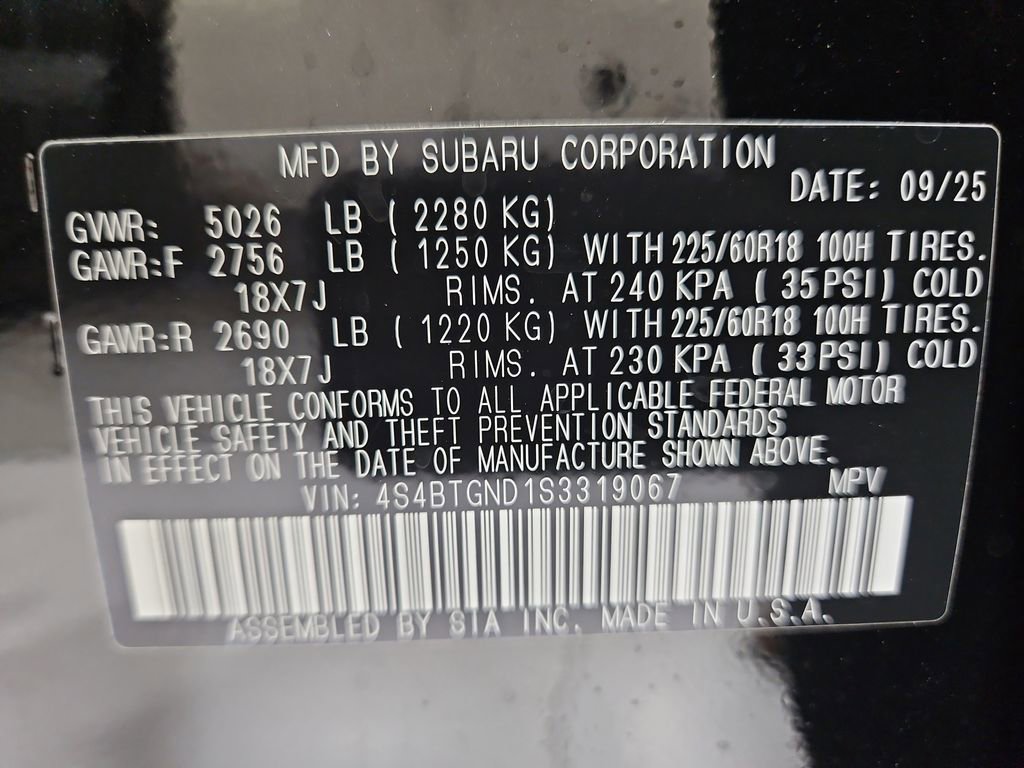 MFD BY SUBARU CORPORATION
DATE: 09/25
GVWR: 5026 LB ( 2280 KG)
GAWR:F 2756 LB ( 1250 KG) WITH 225/60R18 100H TIRES.
18X7J RIMS. AT 240 KPA ( 35PSI) COLD
GAWR:R 2690 LB ( 1220 KG) WITH 225/60R18 100H TIRES.
18X7J RIMS. AT 230 KPA ( 33PSI) COLD
THIS VEHICLE CONFORMS TO ALL APPLICABLE FEDERAL MOTOR
VEHICLE SAFETY AND THEFT PREVENTION STANDARDS
IN EFFECT ON THE DATE OF MANUFACTURE SHOWN ABOVE.
VIN: 4S4BTGND1S3319067 MPV
ASSEMBLED BY SIA INC. MADE IN U.S.A.